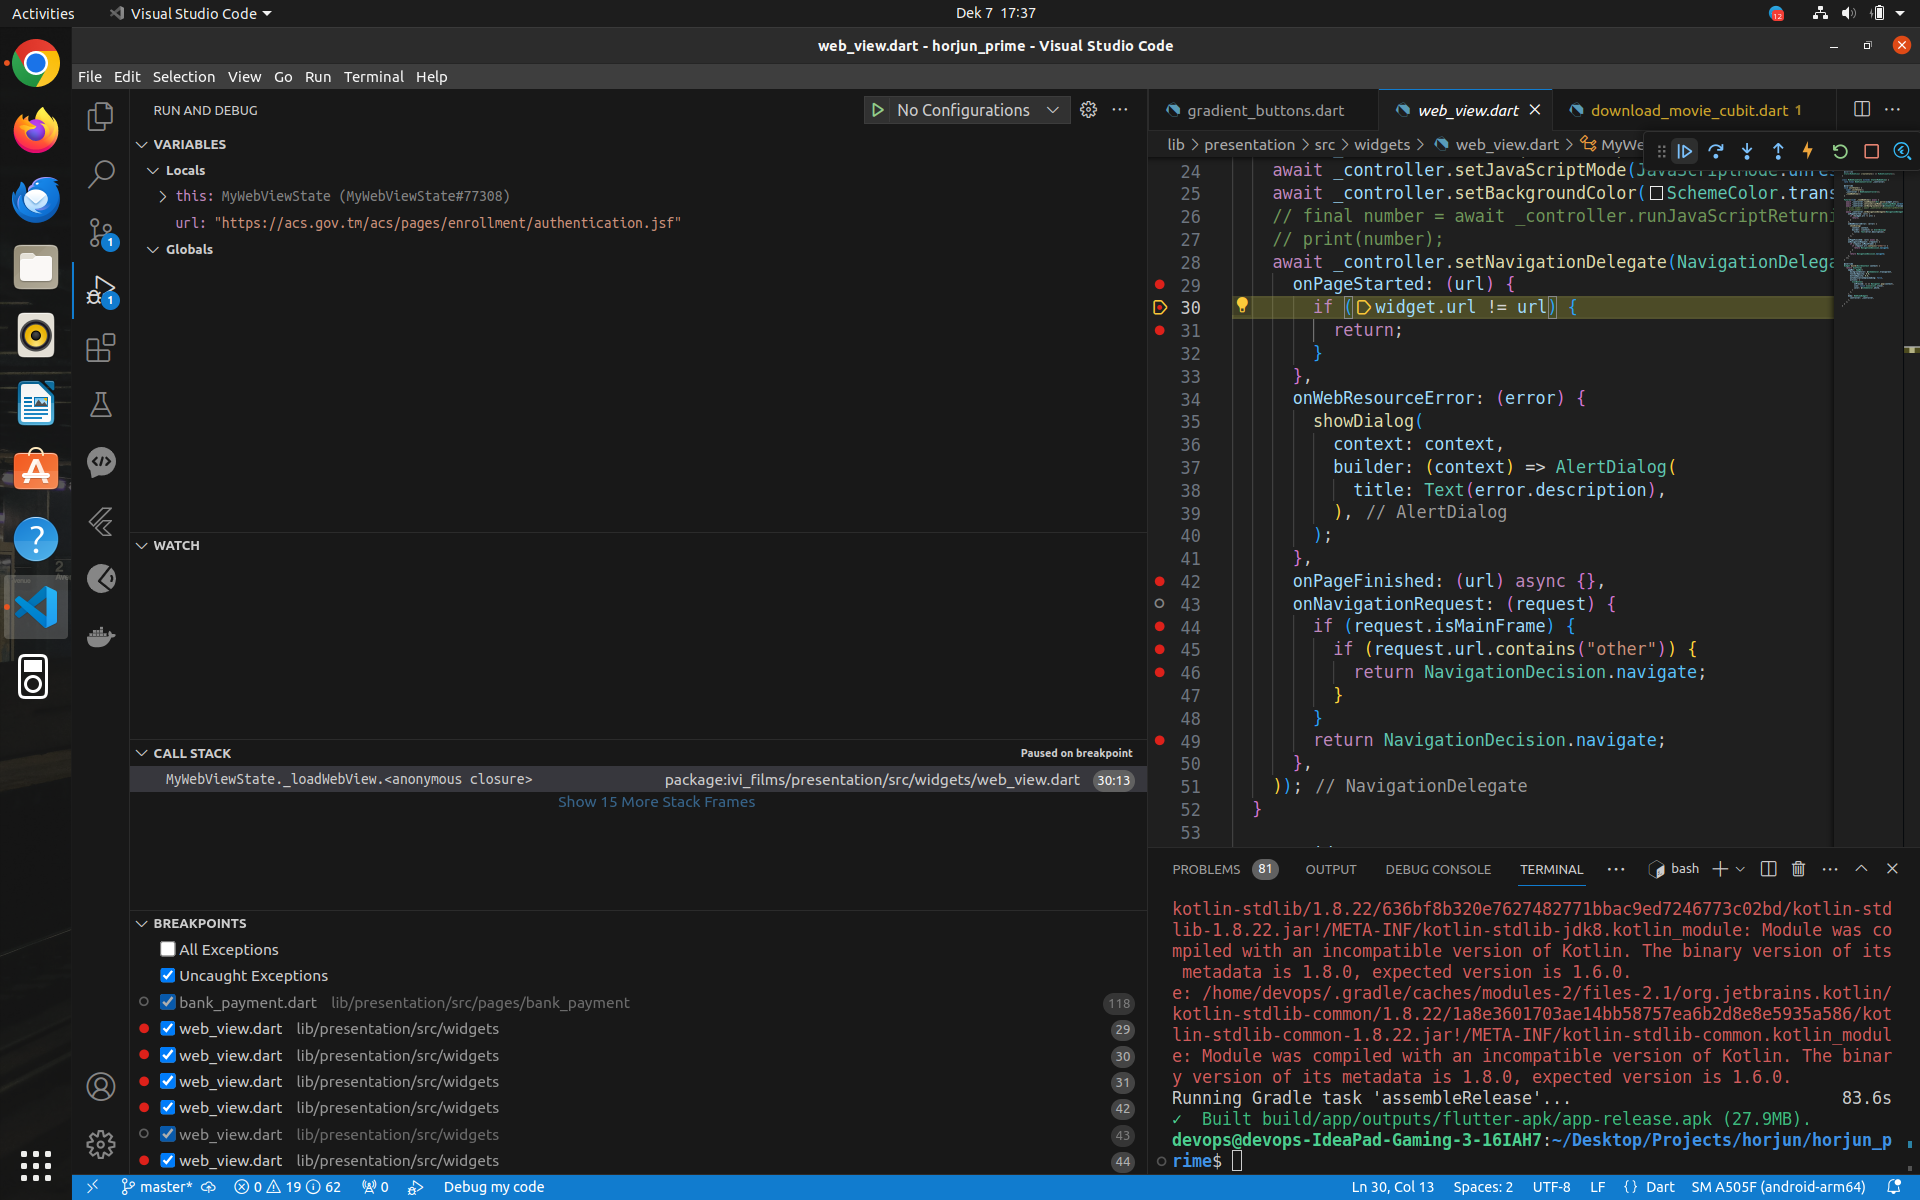 Activities
Visual Studio Code
Dek 7 17:37
12
web_view.dart - horjun_prime - Visual Studio Code
File Edit Selection View Go Run Terminal Help
RUN AND DEBUG
No Configurations
VARIABLES
Locals
this: MyWebViewState (MyWebViewState#77308)
url: "https://acs.gov.tm/acs/pages/enrollment/authentication.jsf"
Globals
WATCH
CALL STACK
Paused on breakpoint
MyWebViewState._loadWebView.<anonymous closure>
package:ivi_films/presentation/src/widgets/web_view.dart 30:13
Show 15 More Stack Frames
BREAKPOINTS
All Exceptions
Uncaught Exceptions
bank_payment.dart lib/presentation/src/pages/bank_payment 118
web_view.dart lib/presentation/src/widgets 29
web_view.dart lib/presentation/src/widgets 30
web_view.dart lib/presentation/src/widgets 31
web_view.dart lib/presentation/src/widgets 42
web_view.dart lib/presentation/src/widgets 43
web_view.dart lib/presentation/src/widgets 44
1
1
gradient_buttons.dart
web_view.dart
download_movie_cubit.dart 1
lib > presentation > src > widgets > web_view.dart > MyWe
24 await _controller.setJavaScriptMode(JavaScriptMode.unres
25 await _controller.setBackgroundColor(SchemeColor.trans
26 // final number = await _controller.runJavaScriptReturni
27 // print(number);
28 await _controller.setNavigationDelegate(NavigationDelega
29 onPageStarted: (url) {
30 if (widget.url != url) {
31 return;
32 }
33 },
34 onWebResourceError: (error) {
35 showDialog(
36 context: context,
37 builder: (context) => AlertDialog(
38 title: Text(error.description),
39 ), // AlertDialog
40 );
41 },
42 onPageFinished: (url) async {},
43 onNavigationRequest: (request) {
44 if (request.isMainFrame) {
45 if (request.url.contains("other")) {
46 return NavigationDecision.navigate;
47 }
48 }
49 return NavigationDecision.navigate;
50 },
51 )); // NavigationDelegate
52 }
53
PROBLEMS 81 OUTPUT DEBUG CONSOLE TERMINAL
bash
kotlin-stdlib/1.8.22/636bf8b320e7627482771bbac9ed7246773c02bd/kotlin-std
lib-1.8.22.jar!/META-INF/kotlin-stdlib-jdk8.kotlin_module: Module was co
mpiled with an incompatible version of Kotlin. The binary version of its
metadata is 1.8.0, expected version is 1.6.0.
e: /home/devops/.gradle/caches/modules-2/files-2.1/org.jetbrains.kotlin/
kotlin-stdlib-common/1.8.22/1a8e3601703ae14bb58757ea6b2d8e8e5935a586/kot
lin-stdlib-common-1.8.22.jar!/META-INF/kotlin-stdlib-common.kotlin_modul
e: Module was compiled with an incompatible version of Kotlin. The binar
y version of its metadata is 1.8.0, expected version is 1.6.0.
Running Gradle task 'assembleRelease'... 83.6s
✓ Built build/app/outputs/flutter-apk/app-release.apk (27.9MB).
devops@devops-IdeaPad-Gaming-3-16IAH7:~/Desktop/Projects/horjun/horjun_p
rime$
master* 0 19 62 0 Debug my code
Ln 30, Col 13 Spaces: 2 UTF-8 LF {} Dart SM A505F (android-arm64)